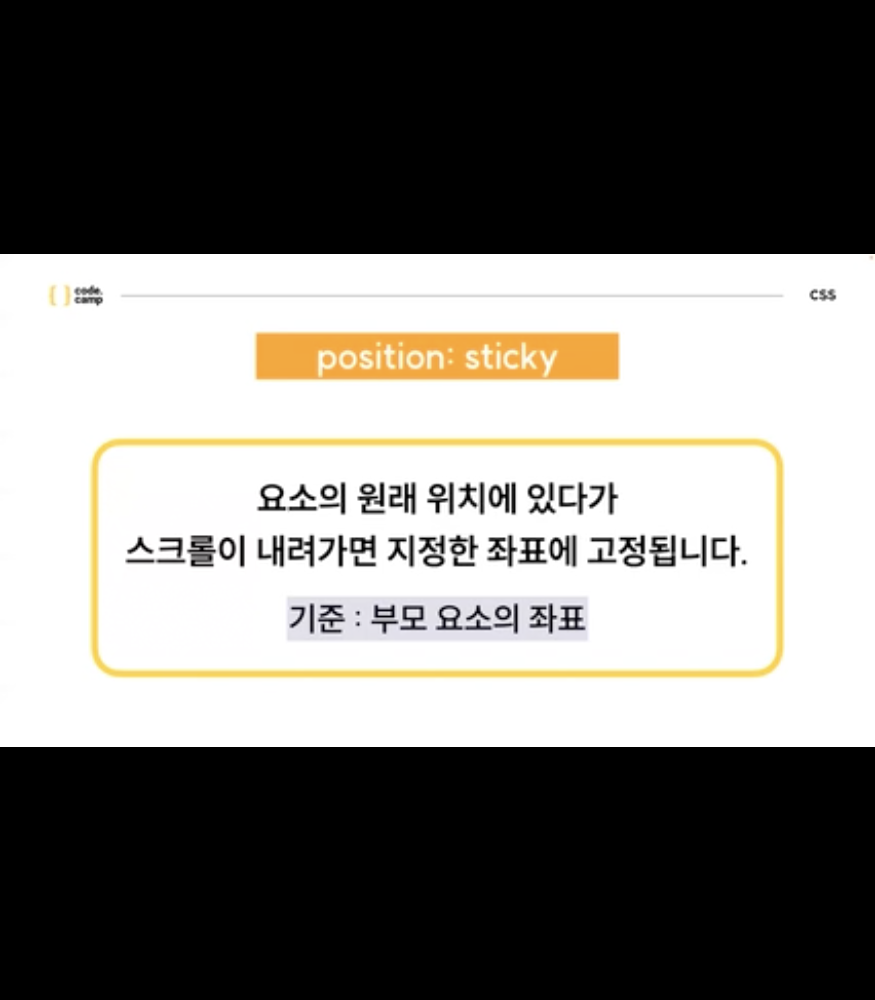 code.
camp
CSS
position: sticky
요소의 원래 위치에 있다가
스크롤이 내려가면 지정한 좌표에 고정됩니다.
기준 : 부모 요소의 좌표